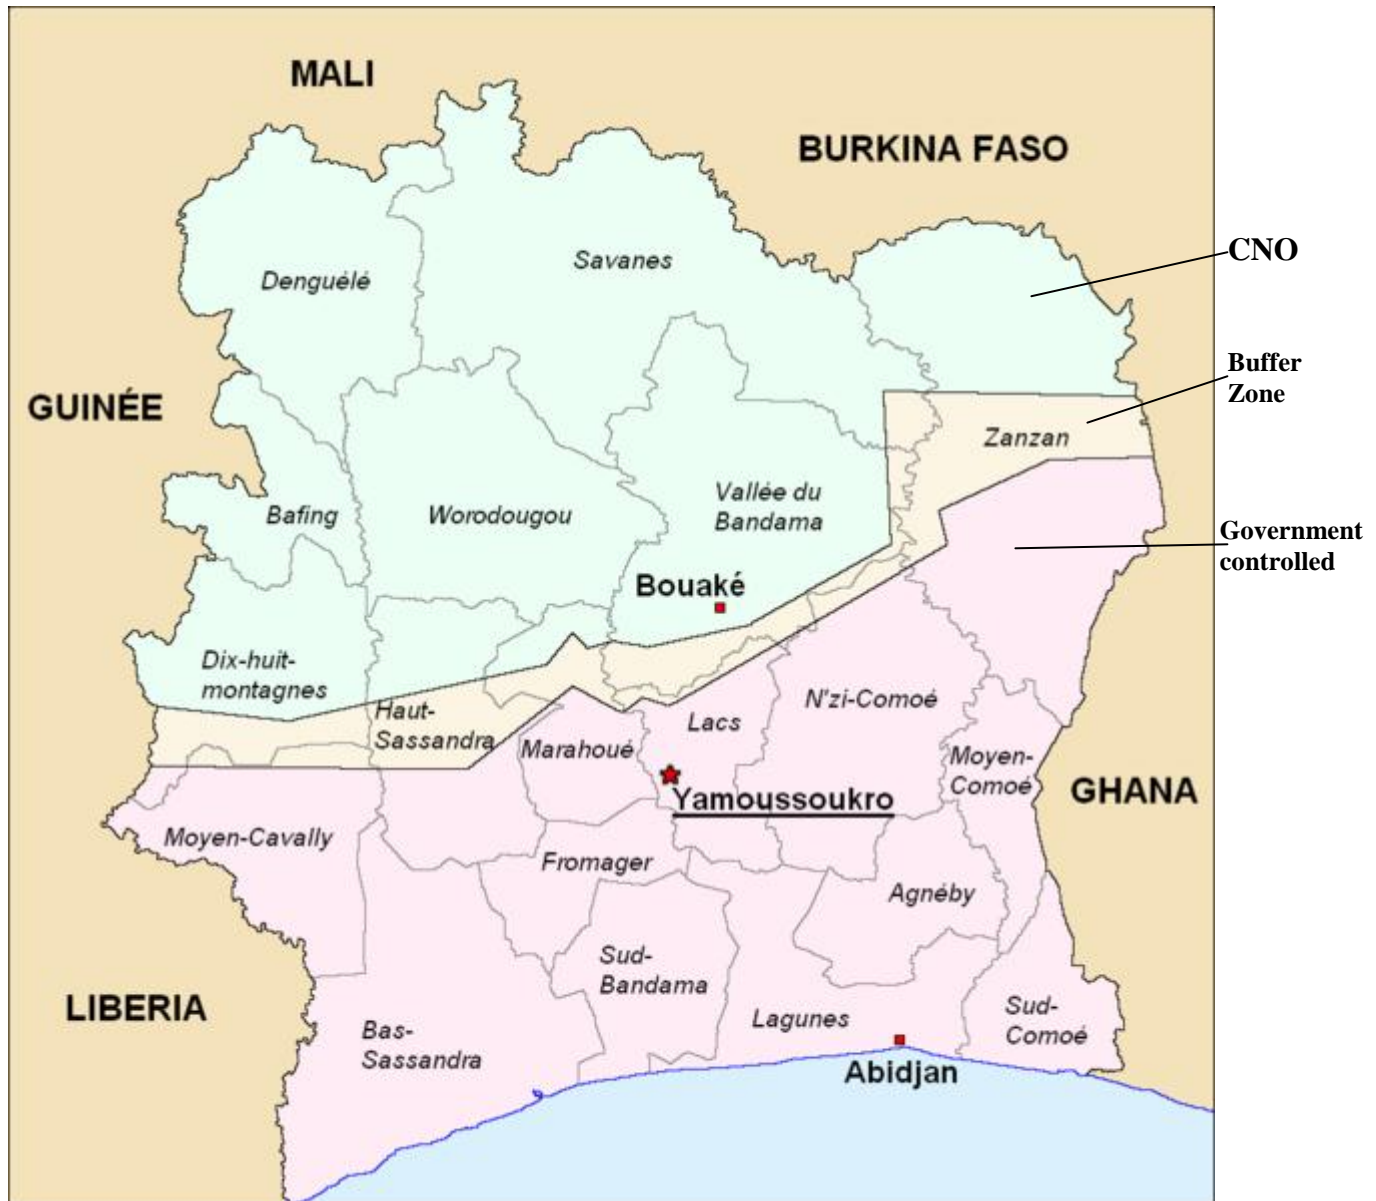 MALI
BURKINA FASO
CNO
Savanes
Denguélé
Buffer
Zone
GUINÉE
Zanzan
Vallée du
Bandama
Bafing
Worodougou
Government
controlled
Bouaké
Dix-huit-
montagnes
Haut-
Sassandra
Lacs
N'zi-Comoé
Marahoué
Moyen-
Comoé
Yamoussoukro
GHANA
Moyen-Cavally
Fromager
Agnéby
Sud-
Bandama
LIBERIA
Lagunes
Sud-
Comoé
Bas-
Sassandra
Abidjan